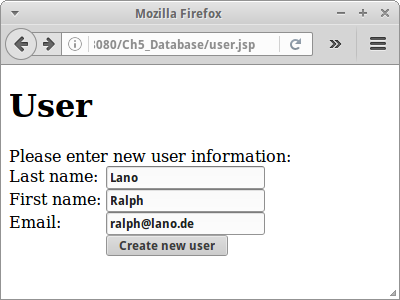 Mozilla Firefox
8080/Ch5_Database/user.jsp
User
Please enter new user information:
Last name: Lano
First name: Ralph
Email: ralph@lano.de
Create new user